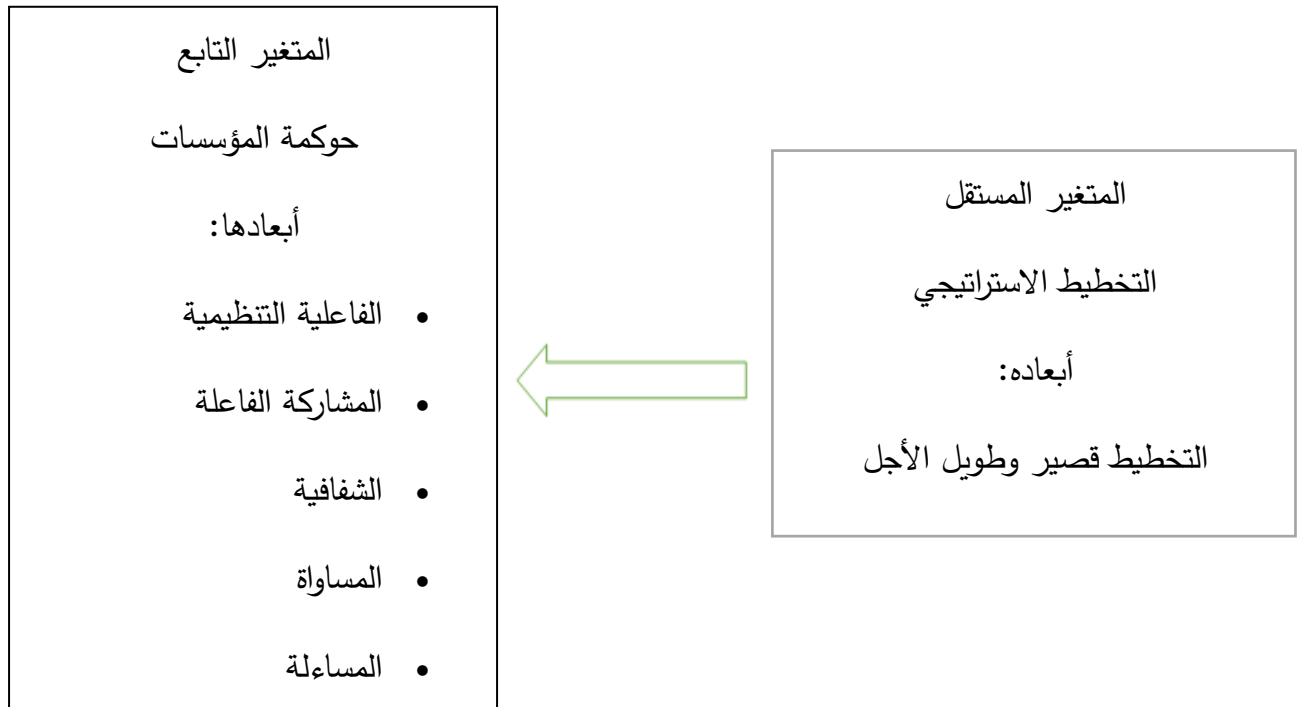 المتغير المستقل
التخطيط الاستراتيجي
أبعاده:
التخطيط قصير وطويل الأجل
المتغير التابع
حوكمة المؤسسات
أبعادها:
• الفاعلية التنظيمية
• المشاركة الفاعلة
• الشفافية
• المساواة
• المساءلة